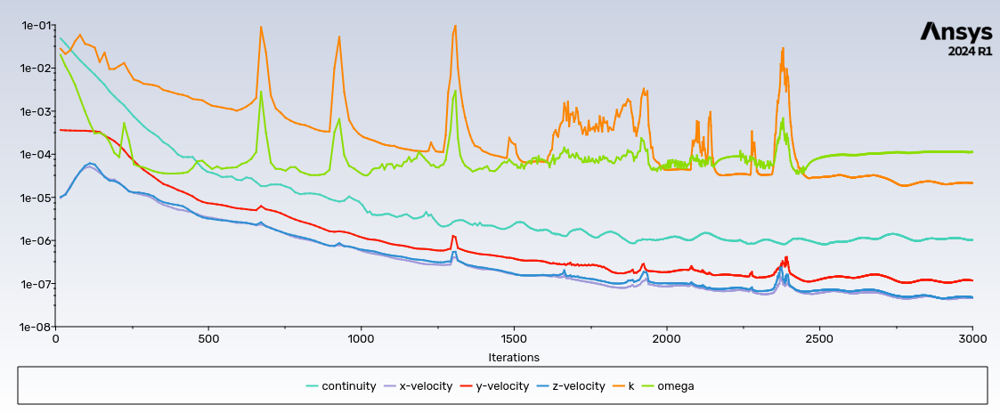 Ansys
2024 R1
1e-01
1e-02
1e-03
1e-04
1e-05
1e-06
1e-07
1e-08
0 500 1000 1500 2000 2500 3000
Iterations
continuity x-velocity y-velocity z-velocity k omega